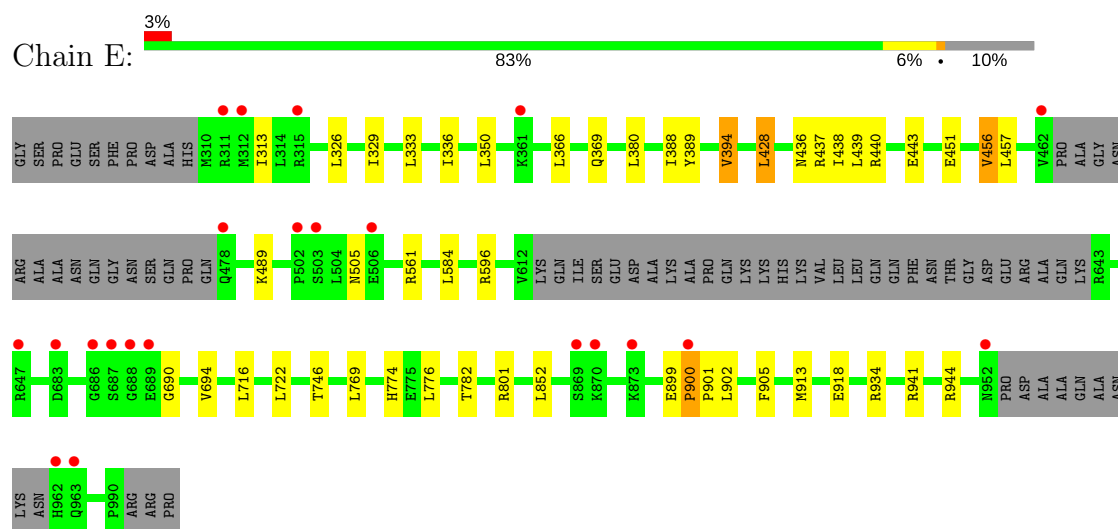 3%
Chain E:
83% 6% • 10%
GLY SER PRO GLU SER PHE PRO ASP ALA HIS M310 R311 M312 I313 L314 R315 L326 I329 L333 I336 L350 K361 L366 Q369 L380 I388 Y389 V394 L428 N436 R437 I438 L439 R440 E443 E451 V456 L457 V462 PRO ALA GLY ASN
ARG ALA ALA ASN GLN GLY ASN SER GLN PRO GLN Q478 K489 P502 S503 L504 N505 E506 R561 L584 R596 V612 LYS GLN ILE SER GLU ASP ALA LYS ALA PRO GLN LYS LYS HIS LYS VAL LEU LEU GLN GLN PHE ASN THR GLY ASP GLU ARG ALA GLN LYS R643
R647 D683 G686 S687 G688 E689 G690 V694 L716 L722 T746 L769 H774 E775 L776 T782 R801 L852 S869 K870 K873 E899 P900 P901 L902 F905 M913 E918 R934 R941 R944 N952 PRO ASP ALA ALA GLN ALA ASN
LYS ASN H962 Q963 P990 ARG ARG PRO